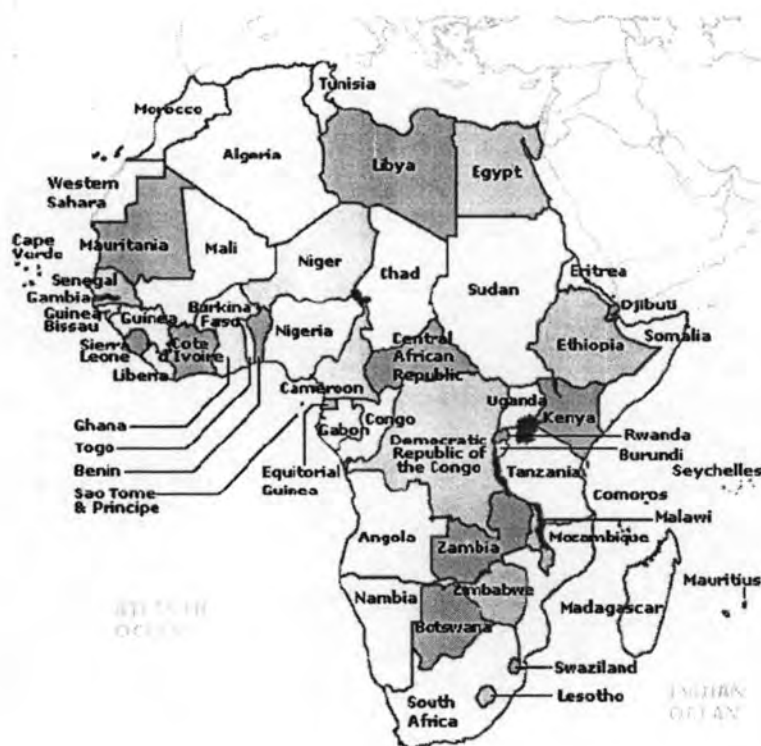 Tunisia
Morocco
Algeria
Libya
Egypt
Western
Sahara
Mauritania
Mali
Niger
Chad
Sudan
Eritrea
Cape
Verde
Senegal
Gambia
Guinea
Bissau
Guinea
Burkina
Faso
Nigeria
Djibuti
Somalia
Ethiopia
Sierra
Leone
Cote
d'Ivoire
Liberia
Central
African
Republic
Cameroon
Uganda
Kenya
Ghana
Togo
Benin
Sao Tome
& Principe
Equitorial
Guinea
Gabon
Congo
Democratic
Republic of
the Congo
Rwanda
Burundi
Tanzania
Seychelles
Comoros
Malawi
Angola
Zambia
Mozambique
Nambia
Zimbabwe
Botswana
Madagascar
Mauritius
Swaziland
Lesotho
South
Africa
OCEAN
INDIAN
OCEAN